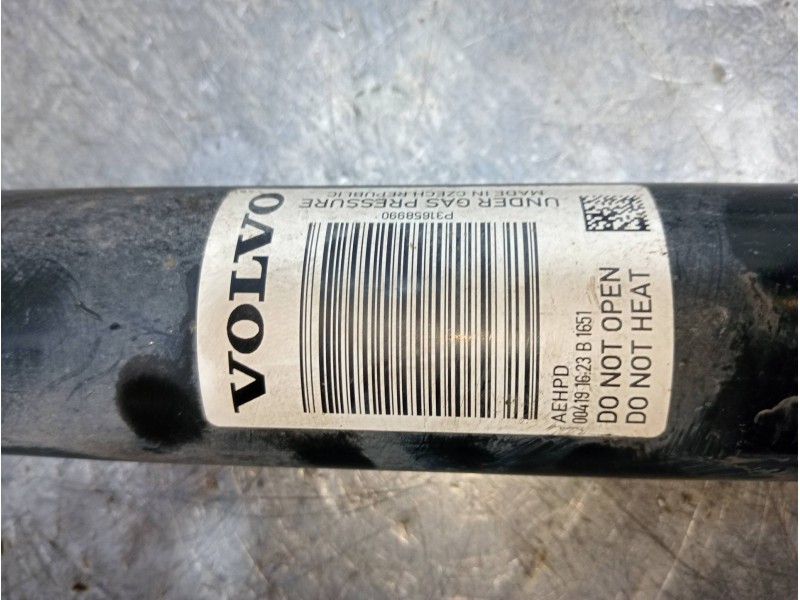 VOLVO
UNDER GAS PRESSURE
MADE IN CZECH REPUBLIC
P31658990
AEHPD
00419 16:23 B 1651
DO NOT OPEN
DO NOT HEAT